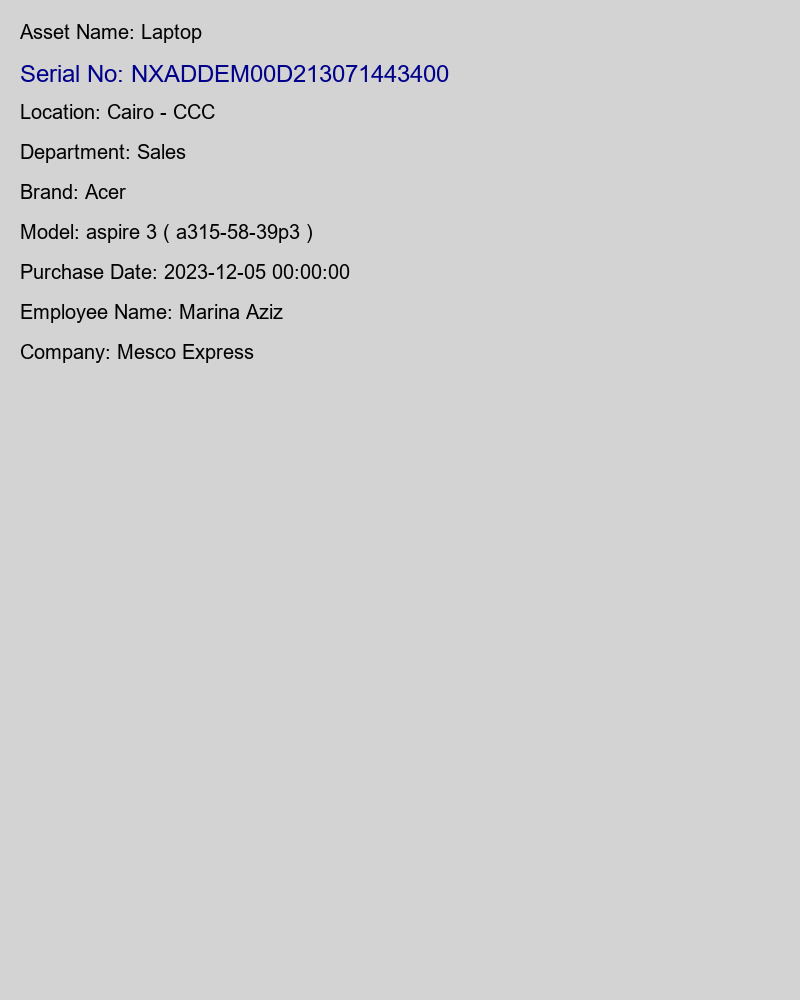 Asset Name: Laptop
Serial No: NXADDEM00D213071443400
Location: Cairo - CCC
Department: Sales
Brand: Acer
Model: aspire 3 ( a315-58-39p3 )
Purchase Date: 2023-12-05 00:00:00
Employee Name: Marina Aziz
Company: Mesco Express